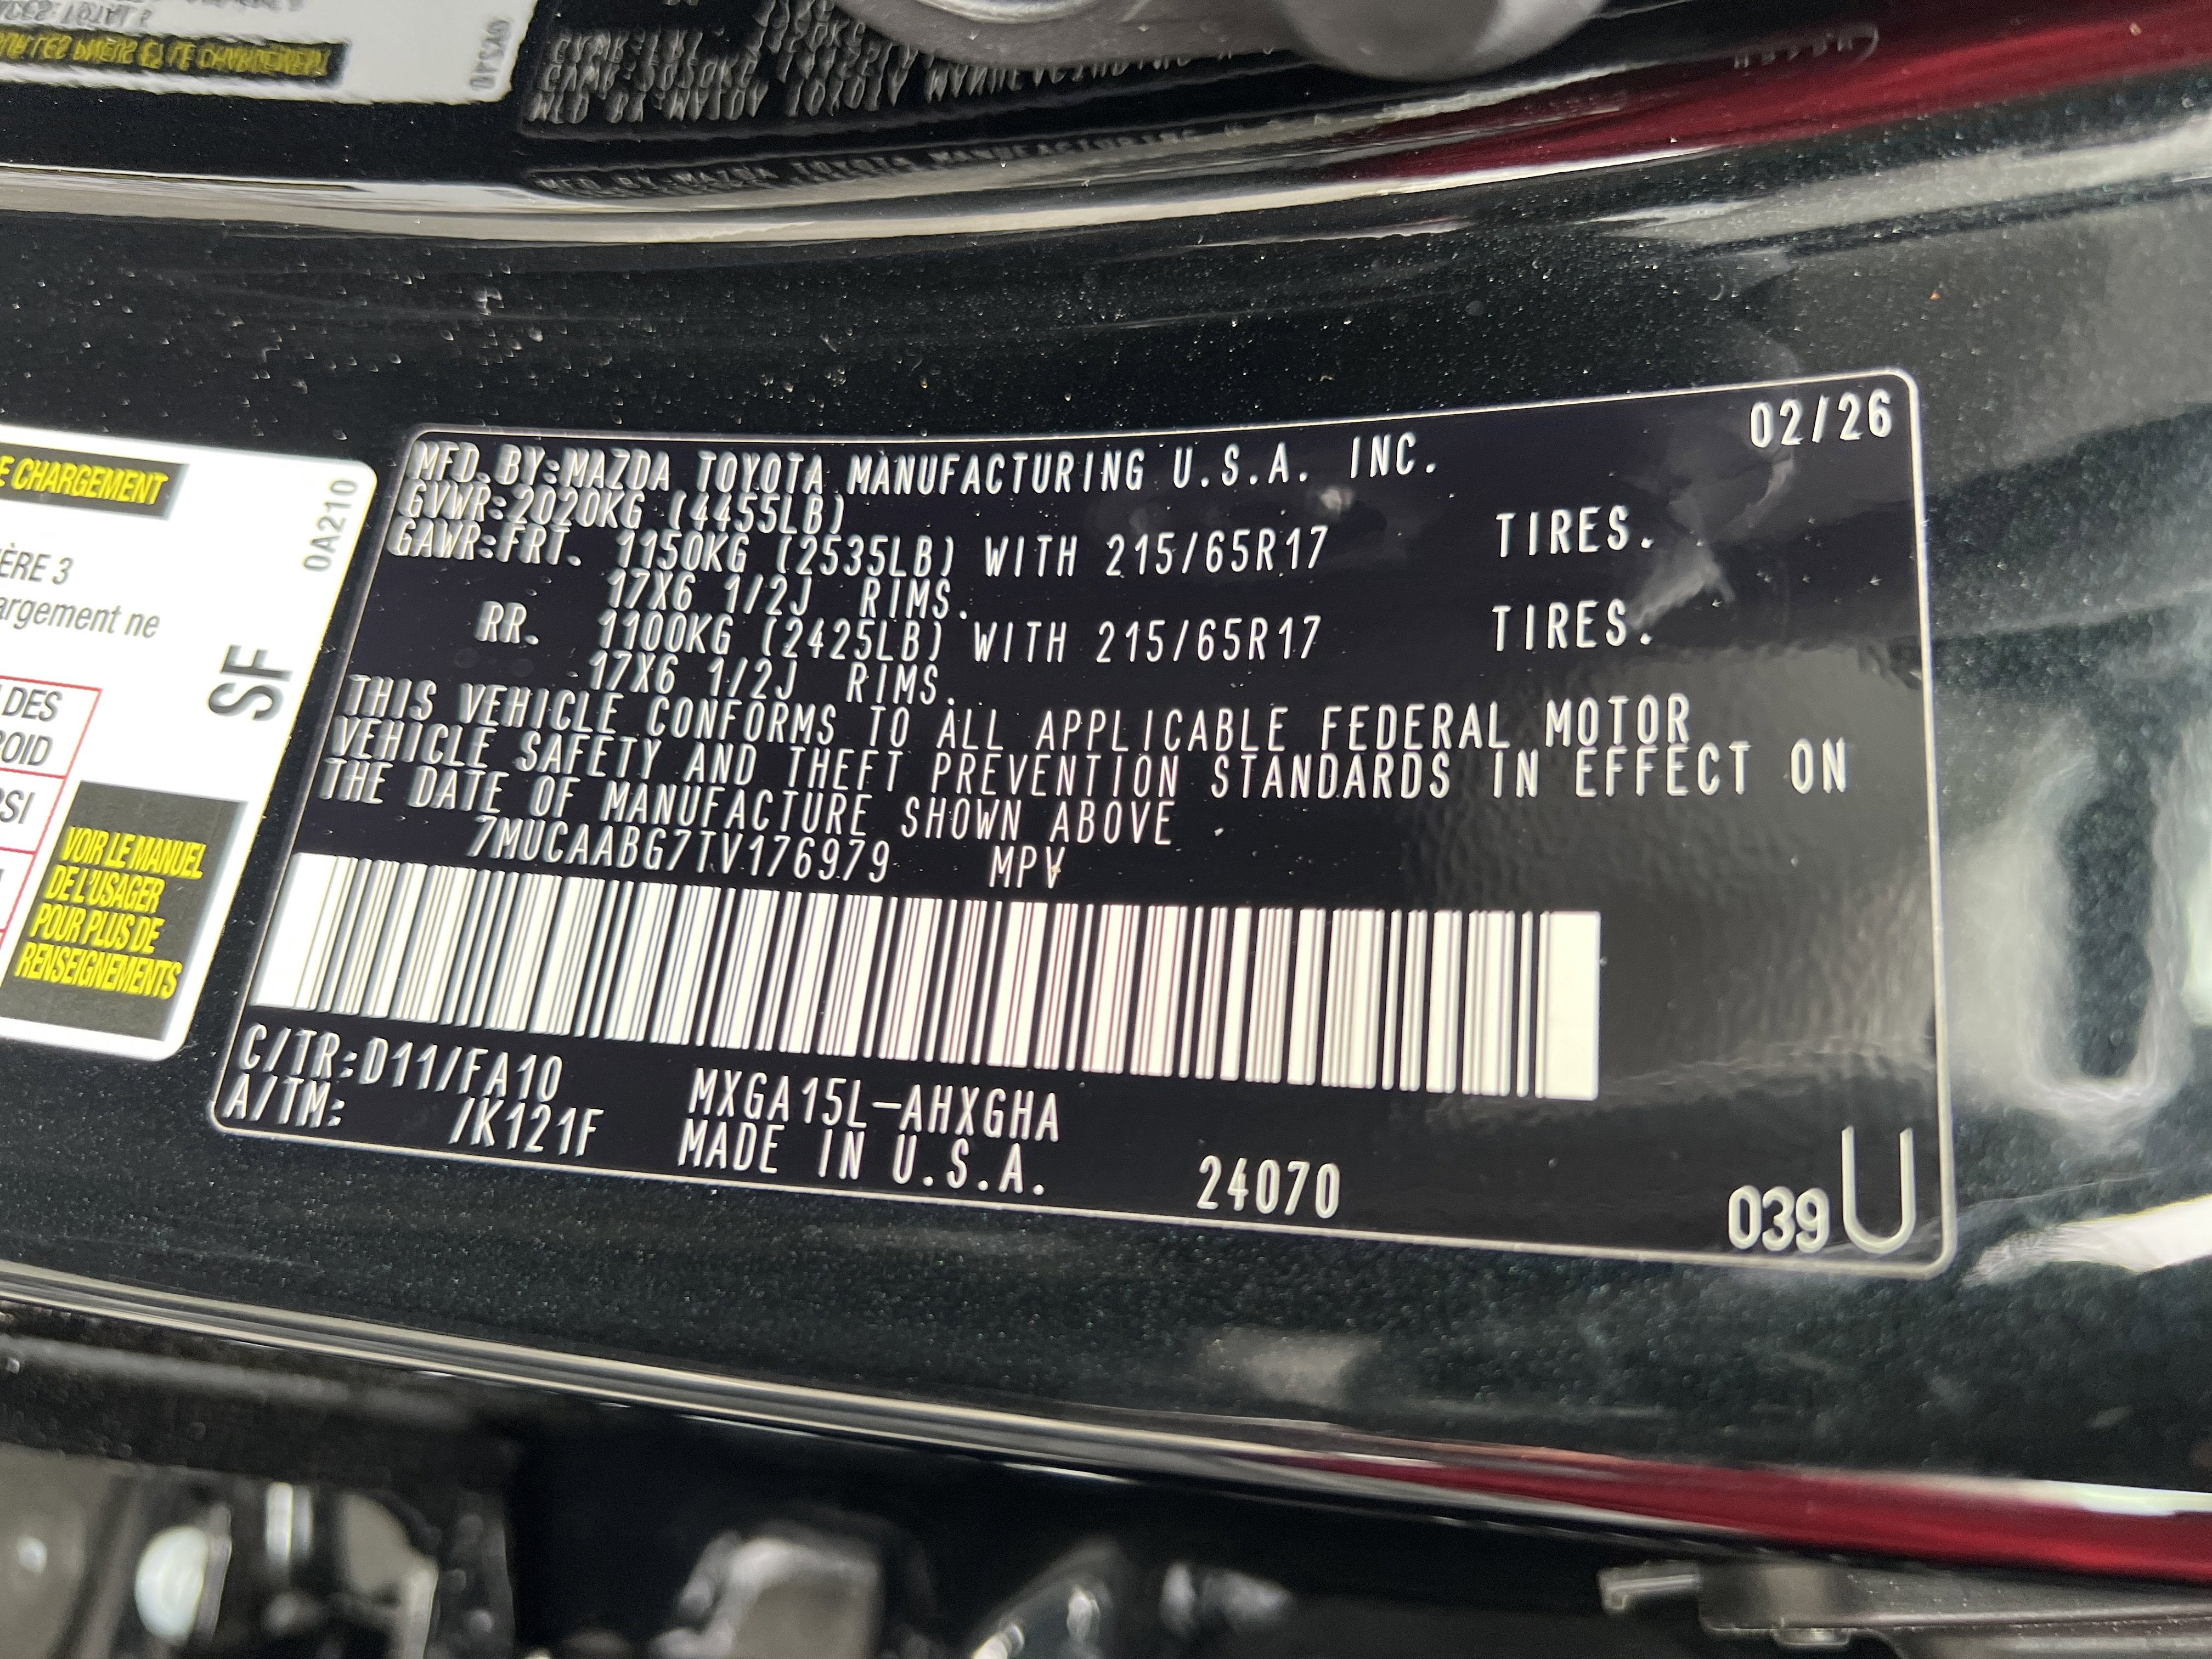 E CHARGEMENT
0A210
ÈRE 3
argement ne
SF
DES
ROID
PSI
VOIR LE MANUEL
DE L'USAGER
POUR PLUS DE
RENSEIGNEMENTS
02/26
MFD. BY:MAZDA TOYOTA MANUFACTURING U.S.A. INC.
GVWR:2020KG (4455LB)
GAWR:FRT. 1150KG (2535LB) WITH 215/65R17 TIRES.
17X6 1/2J RIMS.
RR. 1100KG (2425LB) WITH 215/65R17 TIRES.
17X6 1/2J RIMS.
THIS VEHICLE CONFORMS TO ALL APPLICABLE FEDERAL MOTOR
VEHICLE SAFETY AND THEFT PREVENTION STANDARDS IN EFFECT ON
THE DATE OF MANUFACTURE SHOWN ABOVE
7MUCAABG7TV176979 MPV
C/TR:D11/FA10
A/TM: /K121F
MXGA15L-AHXGHA
MADE IN U.S.A.
24070
039 U